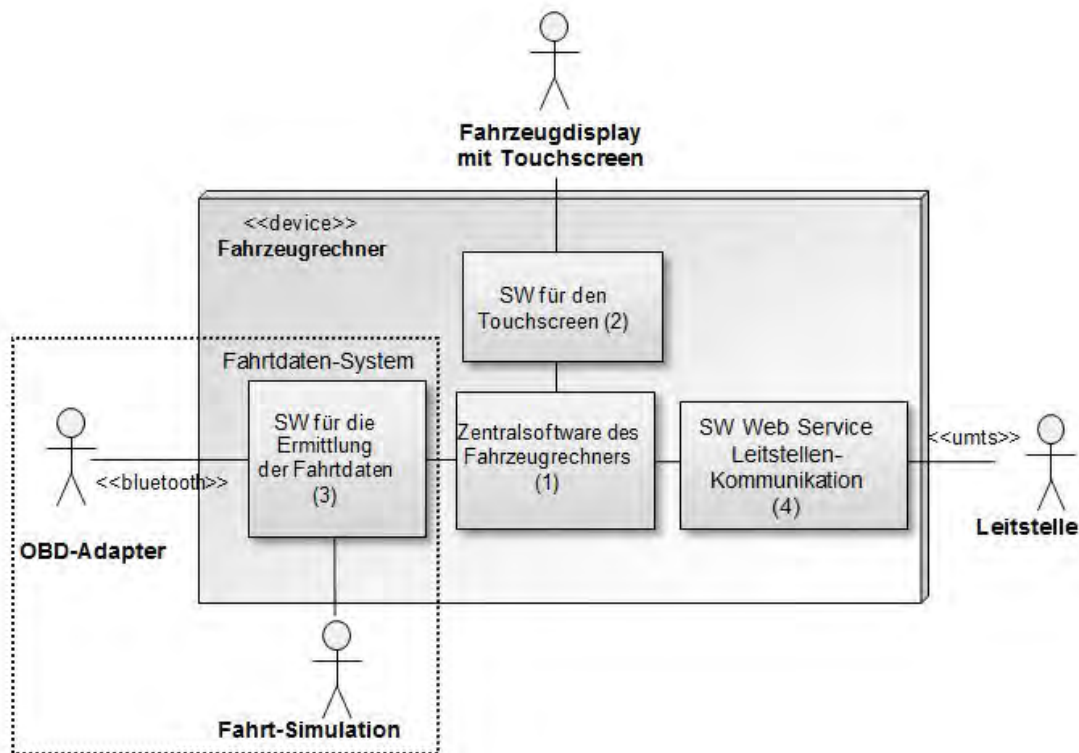 Fahrzeugdisplay
mit Touchscreen
<<device>>
Fahrzeugrechner
SW für den
Touchscreen (2)
Fahrtdaten-System
SW für die
Ermittlung
der Fahrtdaten
(3)
Zentralsoftware des
Fahrzeugrechners
(1)
SW Web Service
Leitstellen-
Kommunikation
(4)
<<umts>>
<<bluetooth>>
OBD-Adapter
Leitstelle
Fahrt-Simulation